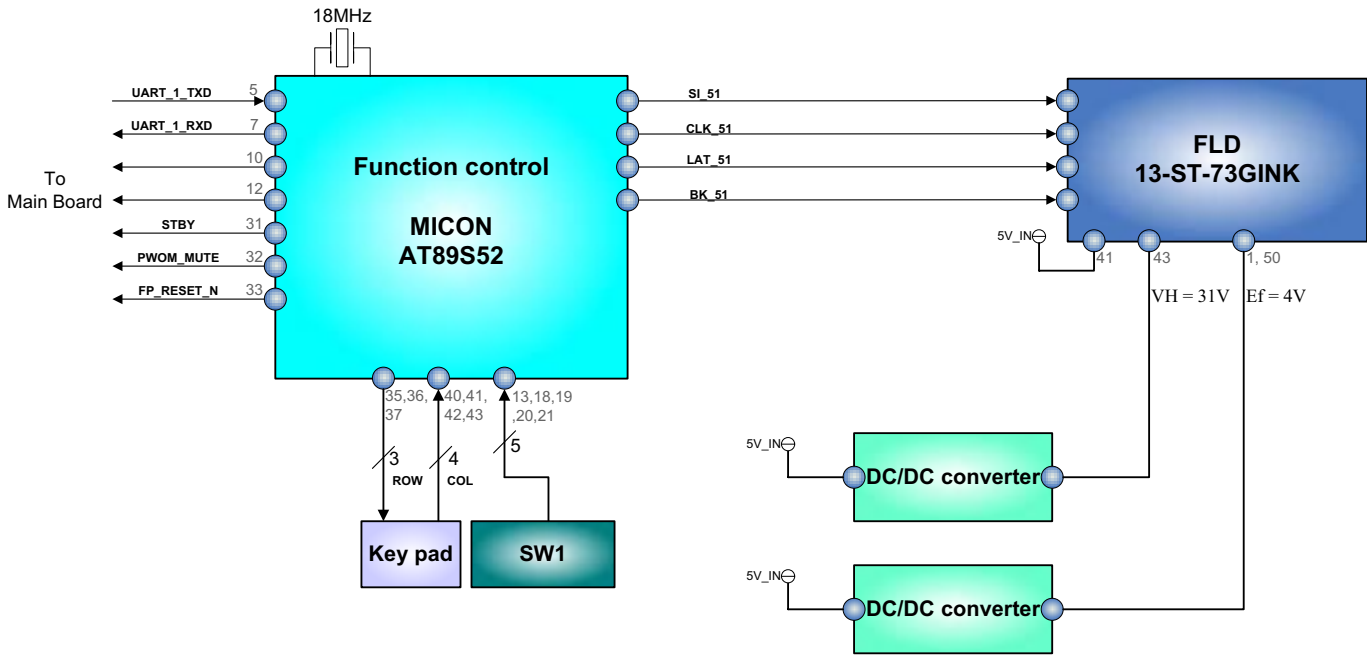 18MHz
UART_1_TXD
5
UART_1_RXD
7
10
12
STBY
31
PWOM_MUTE
32
FP_RESET_N
33
To
Main Board
Function control
MICON
AT89S52
SI_51
CLK_51
LAT_51
BK_51
FLD
13-ST-73GINK
5V_IN
41
43
1, 50
VH = 31V
Ef = 4V
35,36,
37
40,41,
42,43
13,18,19
,20,21
3
ROW
4
COL
5
Key pad
SW1
5V_IN
DC/DC converter
5V_IN
DC/DC converter